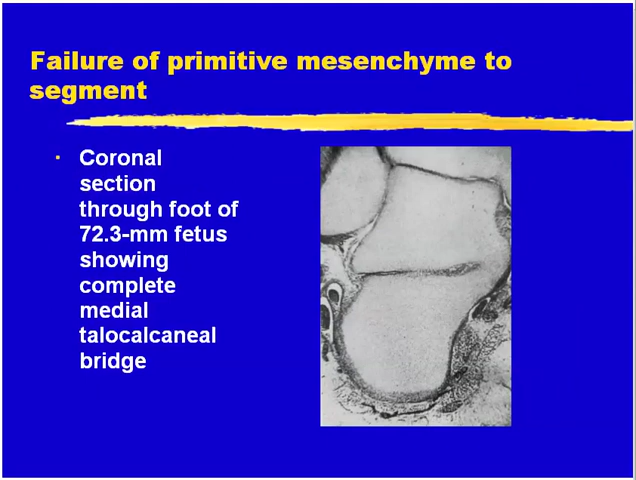 Failure of primitive mesenchyme to
segment
• Coronal
section
through foot of
72.3-mm fetus
showing
complete
medial
talocalcaneal
bridge